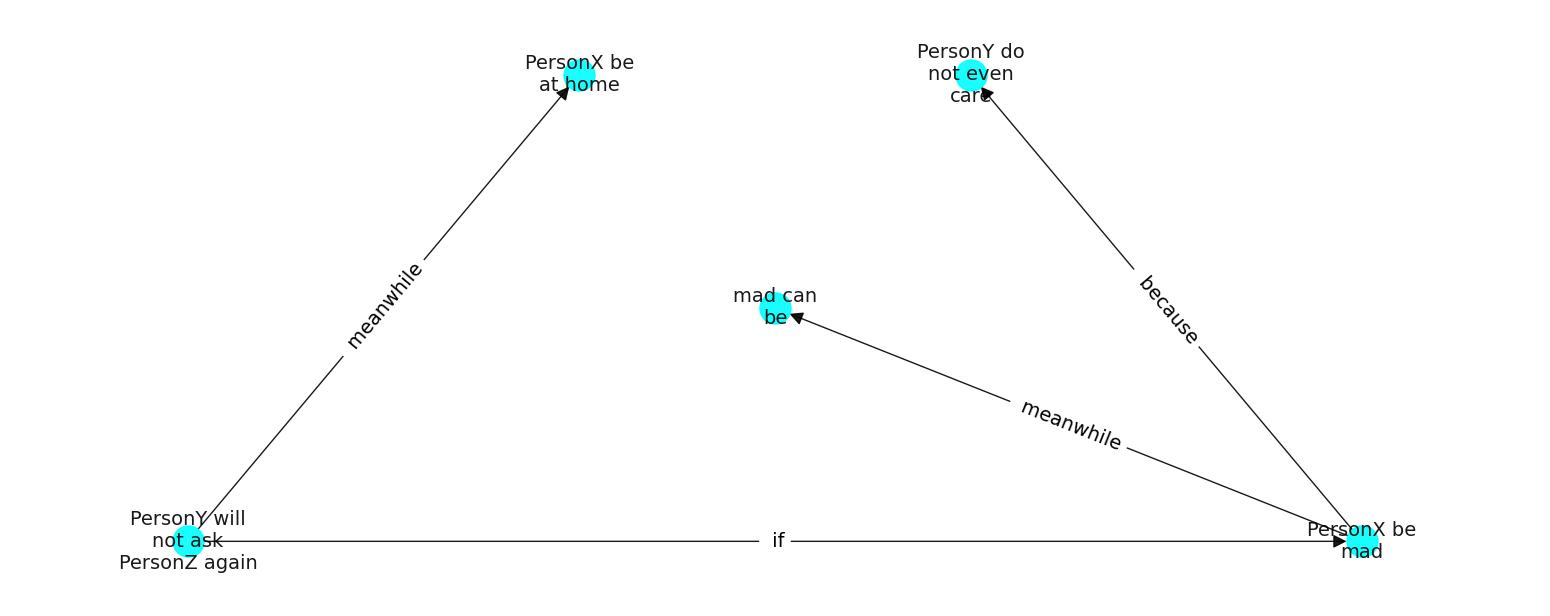 PersonX be
at home
PersonY do
not even
care
meanwhile
because
mad can
be
meanwhile
PersonY will
not ask
PersonZ again
if
PersonX be
mad